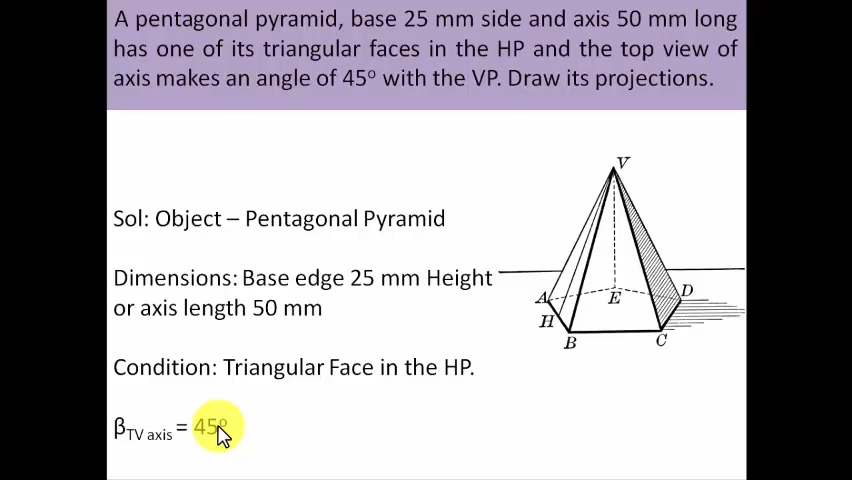 A pentagonal pyramid, base 25 mm side and axis 50 mm long
has one of its triangular faces in the HP and the top view of
axis makes an angle of 45º with the VP. Draw its projections.
Sol: Object – Pentagonal Pyramid
Dimensions: Base edge 25 mm Height
or axis length 50 mm
Condition: Triangular Face in the HP.
βTV axis = 45º
V
A
E
D
H
B
C